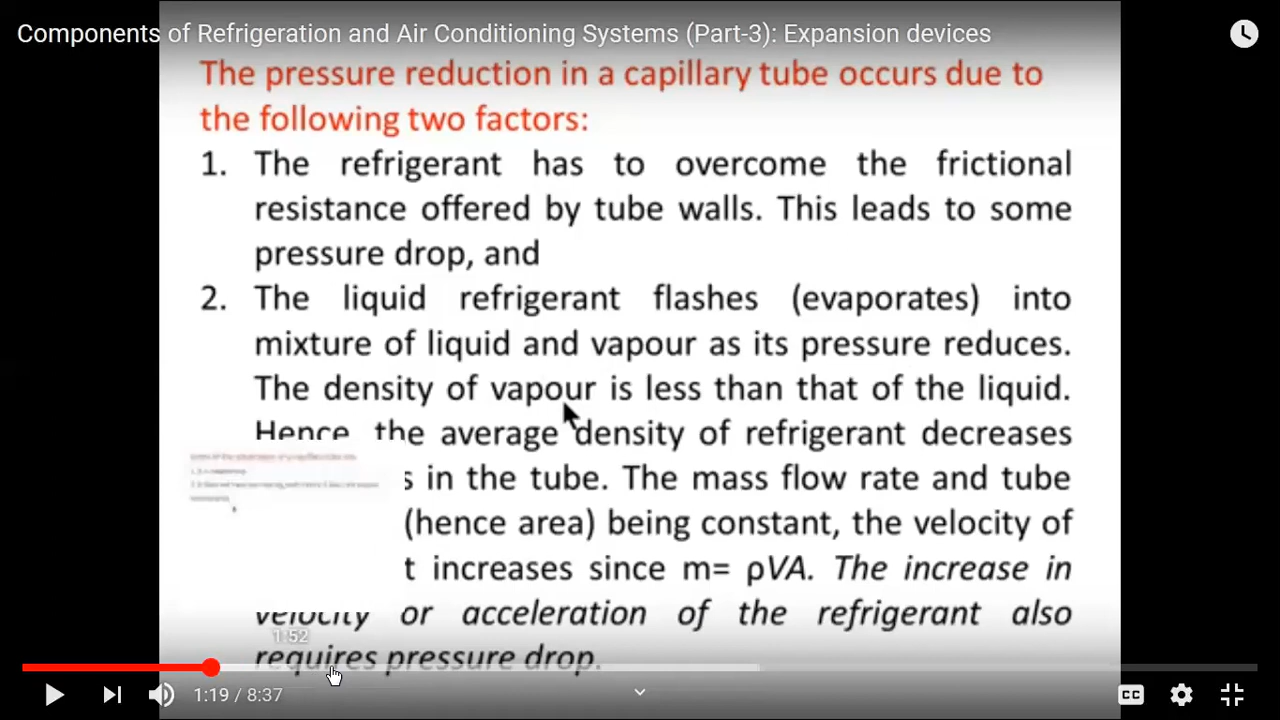 Components of Refrigeration and Air Conditioning Systems (Part-3): Expansion devices
The pressure reduction in a capillary tube occurs due to
the following two factors:
1. The refrigerant has to overcome the frictional
resistance offered by tube walls. This leads to some
pressure drop, and
2. The liquid refrigerant flashes (evaporates) into
mixture of liquid and vapour as its pressure reduces.
The density of vapour is less than that of the liquid.
Hence, the average density of refrigerant decreases
s in the tube. The mass flow rate and tube
(hence area) being constant, the velocity of
t increases since m= ρVA. The increase in
velocity or acceleration of the refrigerant also
requires pressure drop.
1:52
1:19 / 8:37
CC